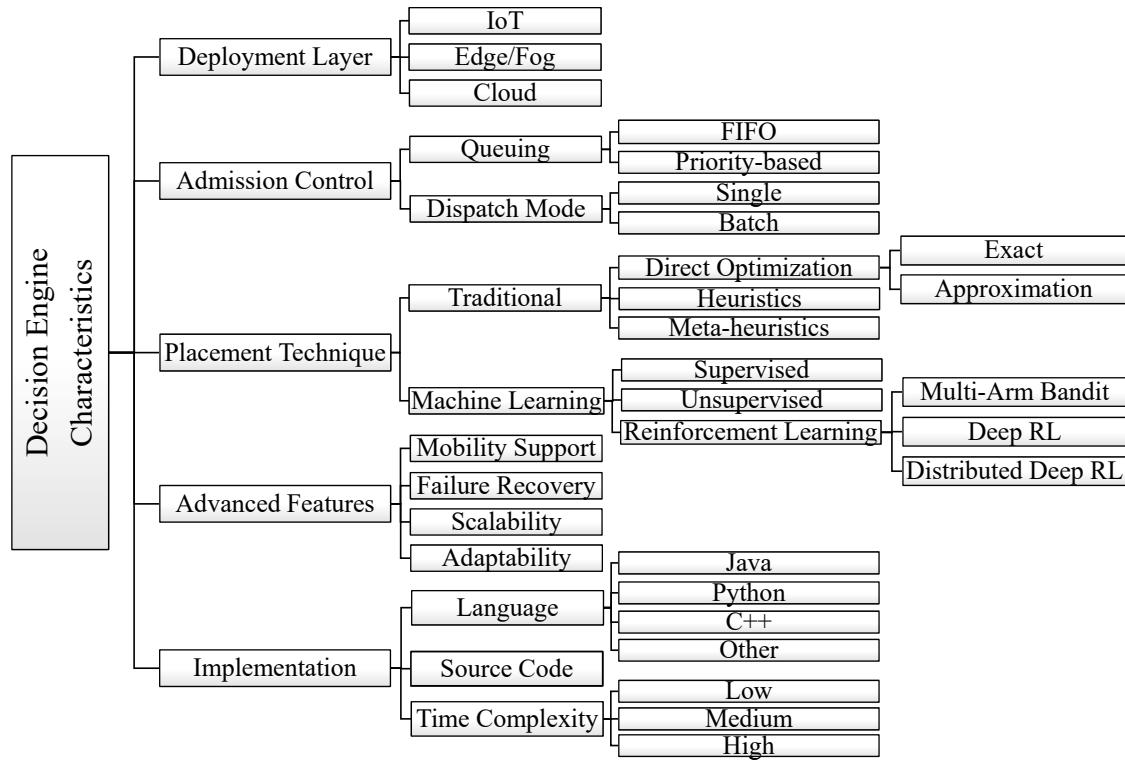 Decision Engine
Characteristics
Deployment Layer
IoT
Edge/Fog
Cloud
Admission Control
Queuing
FIFO
Priority-based
Dispatch Mode
Single
Batch
Placement Technique
Traditional
Direct Optimization
Exact
Approximation
Heuristics
Meta-heuristics
Machine Learning
Supervised
Unsupervised
Reinforcement Learning
Multi-Arm Bandit
Deep RL
Distributed Deep RL
Advanced Features
Mobility Support
Failure Recovery
Scalability
Adaptability
Implementation
Language
Java
Python
C++
Other
Source Code
Time Complexity
Low
Medium
High